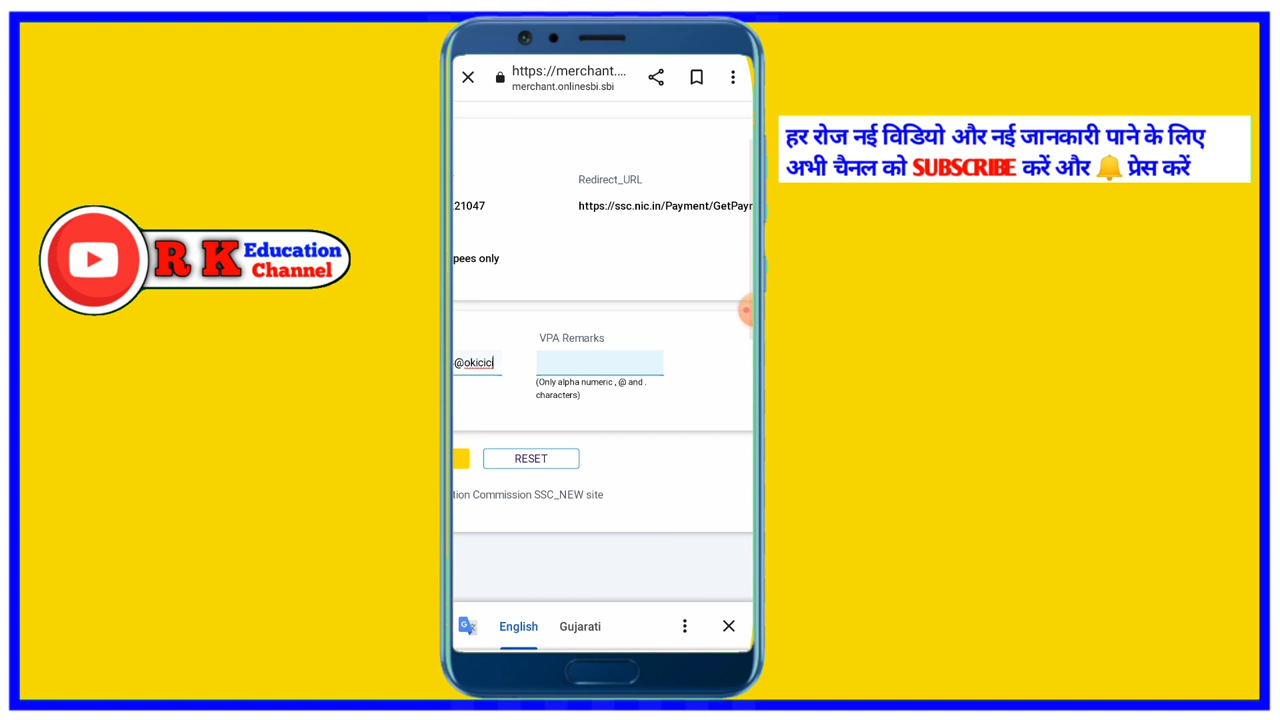 https://merchant....
merchant.onlinesbi.sbi
Redirect_URL
.21047
https://ssc.nic.in/Payment/GetPayr
pees only
VPA Remarks
@okicici
(Only alpha numeric , @ and .
characters)
RESET
tion Commission SSC_NEW site
English Gujarati
R K Education
Channel
हर रोज नई विडियो और नई जानकारी पाने के लिए
अभी चैनल को SUBSCRIBE करें और 🔔 प्रेस करें